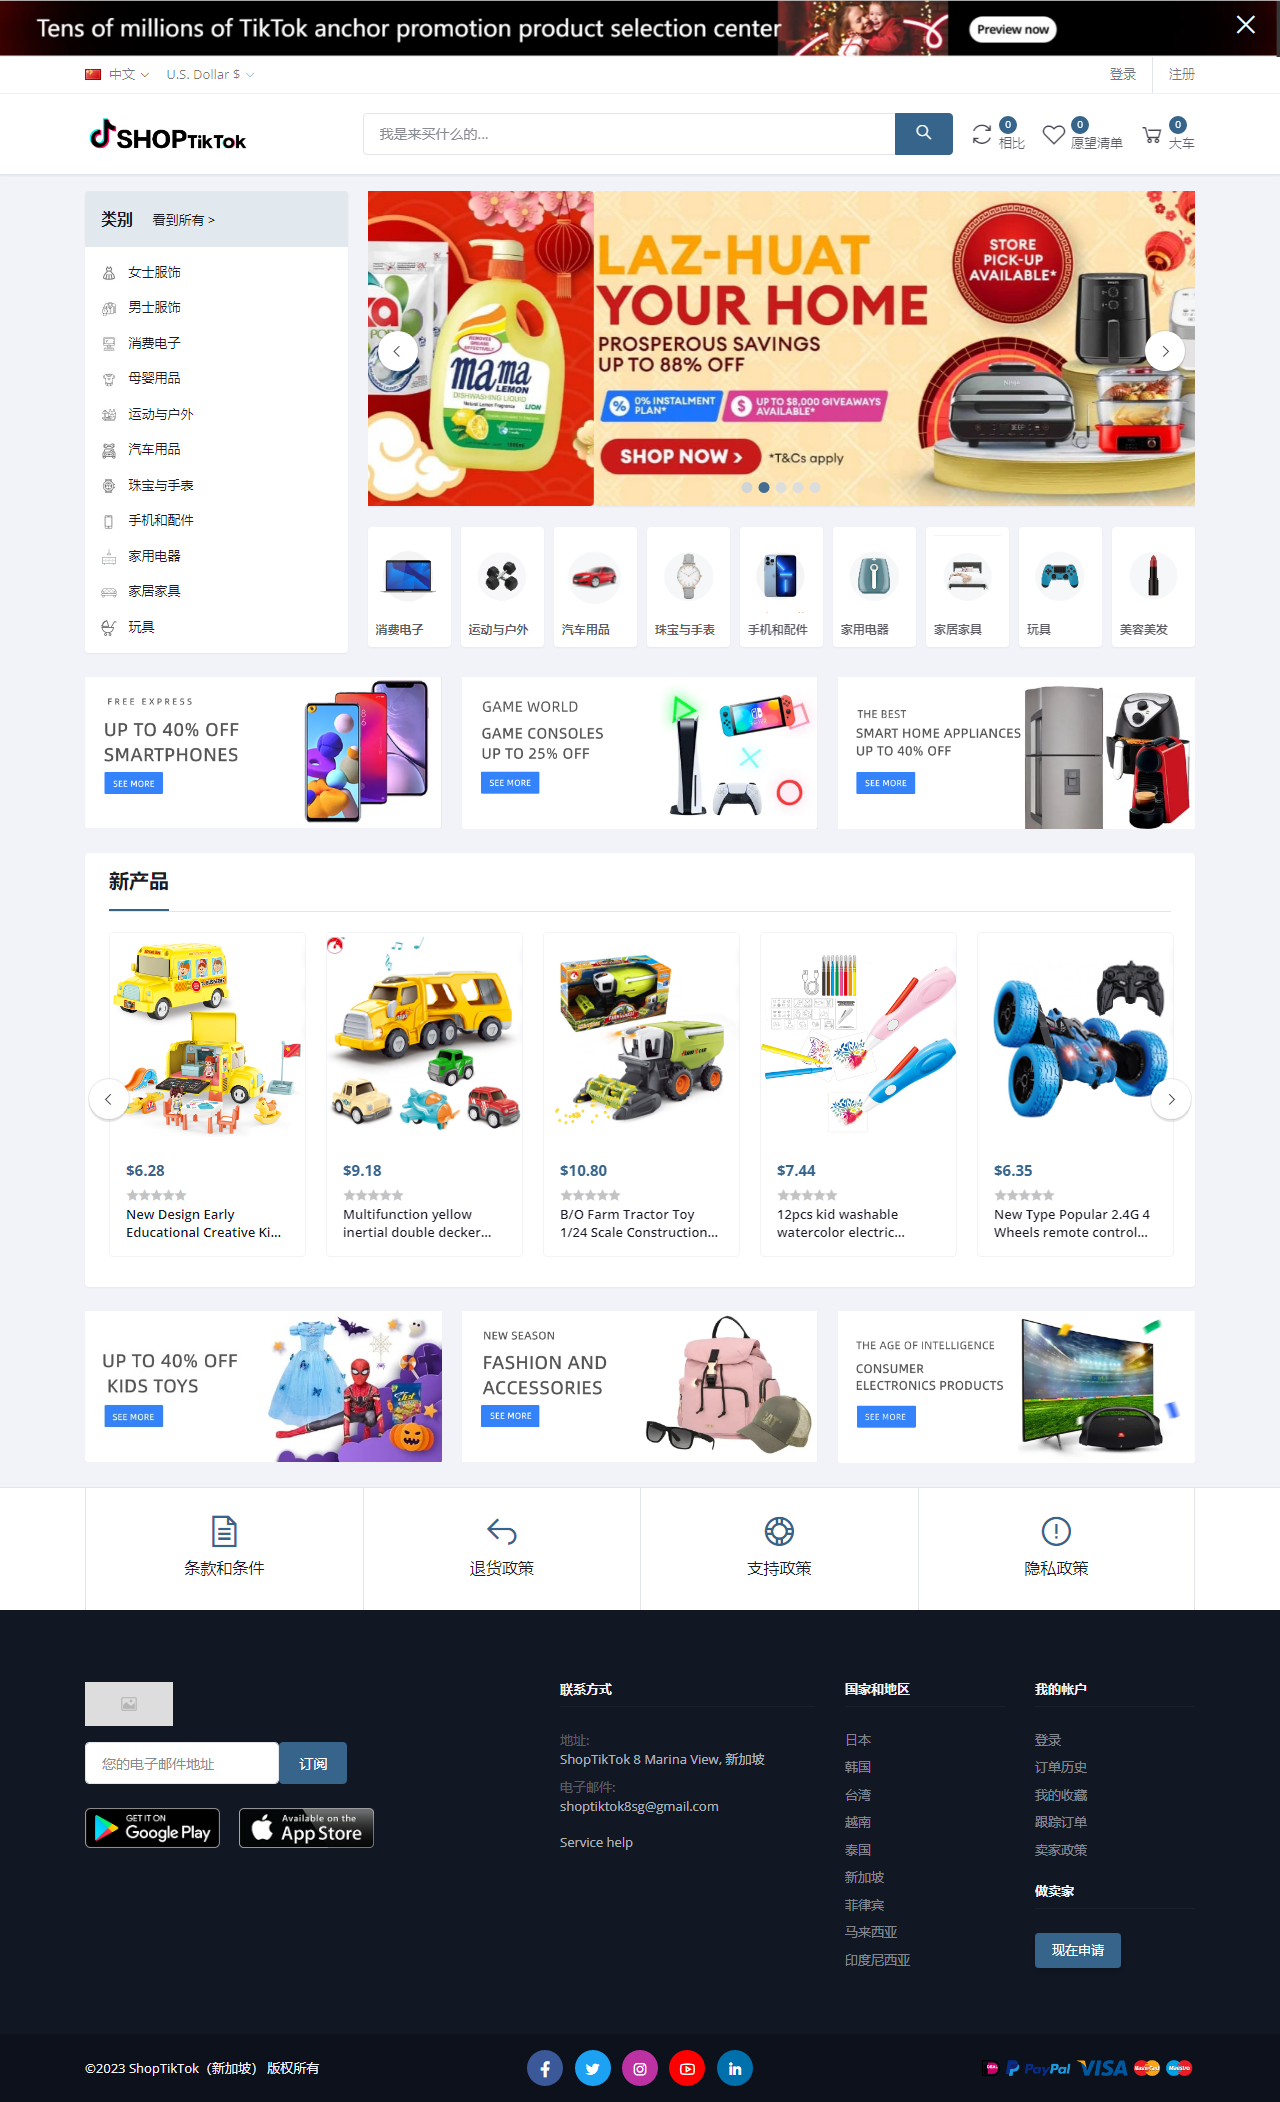 Tens of millions of TikTok anchor promotion product selection center
Preview now
中文
U.S. Dollar $
登录
注册
SHOPTikTok
我是来买什么的...
0
相比
0
愿望清单
0
大车
类别
看到所有 >
女士服饰
男士服饰
消费电子
母婴用品
运动与户外
汽车用品
珠宝与手表
手机和配件
家用电器
家居家具
玩具
mama
LEMON
DISHWASHING LIQUID
LION
LAZ-HUAT
YOUR HOME
PROSPEROUS SAVINGS
UP TO 88% OFF
0% INSTALMENT
PLAN*
UP TO $8,000 GIVEAWAYS
AVAILABLE*
SHOP NOW >
*T&Cs apply
STORE
PICK-UP
AVAILABLE*
消费电子
运动与户外
汽车用品
珠宝与手表
手机和配件
家用电器
家居家具
玩具
美容美发
FREE EXPRESS
UP TO 40% OFF
SMARTPHONES
SEE MORE
GAME WORLD
GAME CONSOLES
UP TO 25% OFF
SEE MORE
THE BEST
SMART HOME APPLIANCES
UP TO 40% OFF
SEE MORE
新产品
$6.28
New Design Early
Educational Creative Ki...
$9.18
Multifunction yellow
inertial double decker...
$10.80
B/O Farm Tractor Toy
1/24 Scale Construction...
$7.44
12pcs kid washable
watercolor electric...
$6.35
New Type Popular 2.4G 4
Wheels remote control...
UP TO 40% OFF
KIDS TOYS
SEE MORE
NEW SEASON
FASHION AND
ACCESSORIES
SEE MORE
THE AGE OF INTELLIGENCE
CONSUMER
ELECTRONICS PRODUCTS
SEE MORE
条款和条件
退货政策
支持政策
隐私政策
您的电子邮件地址
订阅
GET IT ON
Google Play
Available on the
App Store
联系方式
地址:
ShopTikTok 8 Marina View, 新加坡
电子邮件:
shoptiktok8sg@gmail.com
Service help
国家和地区
日本
韩国
台湾
越南
泰国
新加坡
菲律宾
马来西亚
印度尼西亚
我的帐户
登录
订单历史
我的收藏
跟踪订单
卖家政策
做卖家
现在申请
©2023 ShopTikTok（新加坡） 版权所有
PayPal
VISA
MasterCard
Maestro